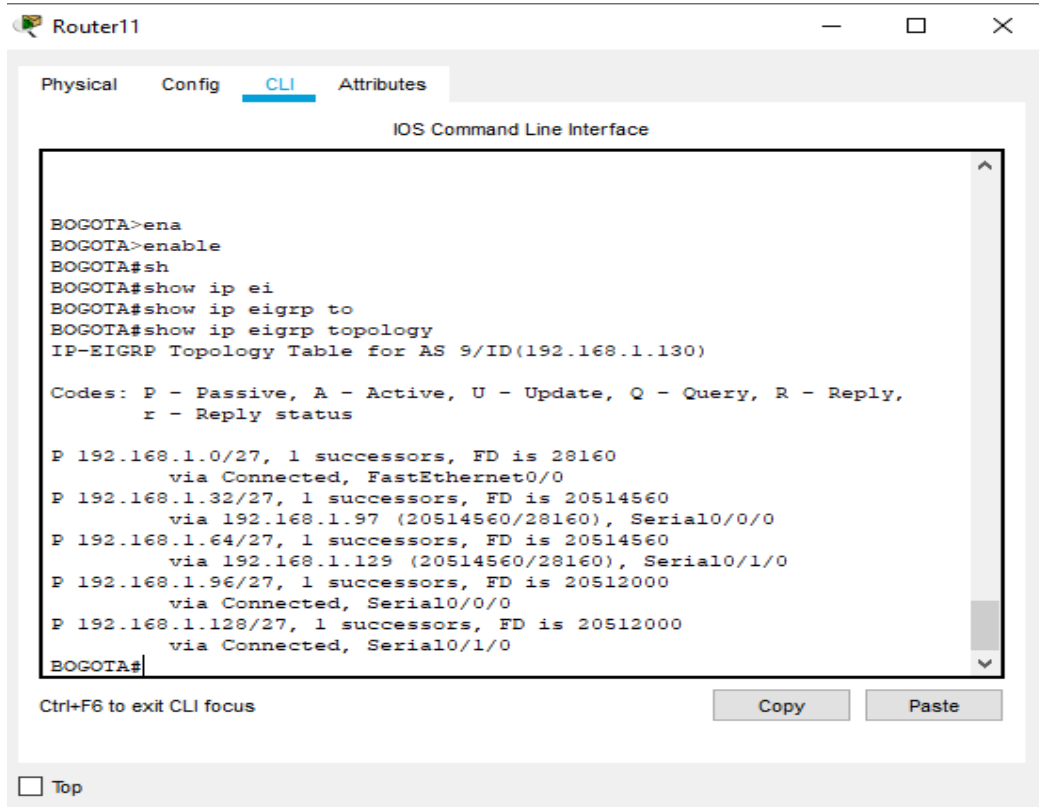 Router11
Physical Config CLI Attributes
IOS Command Line Interface
BOGOTA>ena
BOGOTA>enable
BOGOTA#sh
BOGOTA#show ip ei
BOGOTA#show ip eigrp to
BOGOTA#show ip eigrp topology
IP-EIGRP Topology Table for AS 9/ID(192.168.1.130)
Codes: P - Passive, A - Active, U - Update, Q - Query, R - Reply,
r - Reply status
P 192.168.1.0/27, 1 successors, FD is 28160
via Connected, FastEthernet0/0
P 192.168.1.32/27, 1 successors, FD is 20514560
via 192.168.1.97 (20514560/28160), Serial0/0/0
P 192.168.1.64/27, 1 successors, FD is 20514560
via 192.168.1.129 (20514560/28160), Serial0/1/0
P 192.168.1.96/27, 1 successors, FD is 20512000
via Connected, Serial0/0/0
P 192.168.1.128/27, 1 successors, FD is 20512000
via Connected, Serial0/1/0
BOGOTA#
Ctrl+F6 to exit CLI focus Copy Paste
Top